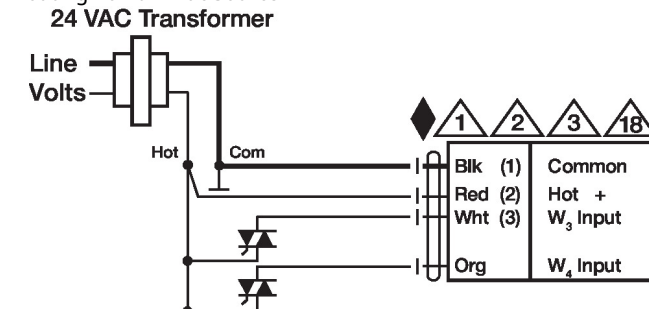 24 VAC Transformer
Line
Volts
Hot
Com
1
2
3
18
Blk (1) Common
Red (2) Hot +
Wht (3) W3 Input
Org W4 Input